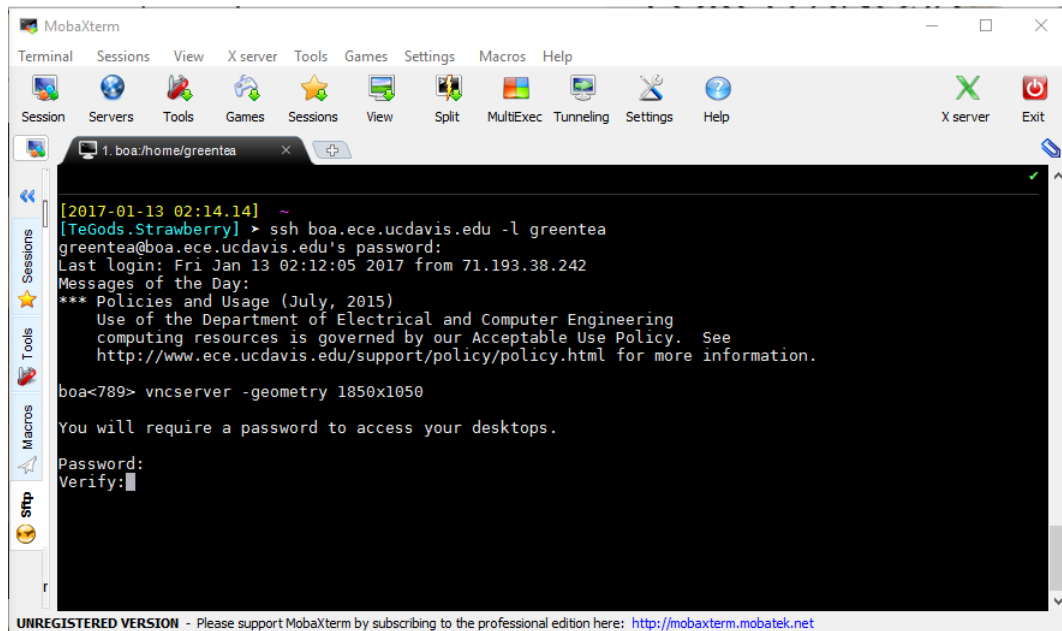 MobaXterm
Terminal Sessions View X server Tools Games Settings Macros Help
Session Servers Tools Games Sessions View Split MultiExec Tunneling Settings Help X server Exit
1. boa:/home/greentea
Sessions
Tools
Macros
Sftp
[2017-01-13 02:14.14] ~
[TeGods.Strawberry] ➤ ssh boa.ece.ucdavis.edu -l greentea
greentea@boa.ece.ucdavis.edu's password:
Last login: Fri Jan 13 02:12:05 2017 from 71.193.38.242
Messages of the Day:
*** Policies and Usage (July, 2015)
Use of the Department of Electrical and Computer Engineering
computing resources is governed by our Acceptable Use Policy. See
http://www.ece.ucdavis.edu/support/policy/policy.html for more information.
boa<789> vncserver -geometry 1850x1050
You will require a password to access your desktops.
Password:
Verify:
r
UNREGISTERED VERSION - Please support MobaXterm by subscribing to the professional edition here: http://mobaxterm.mobatek.net